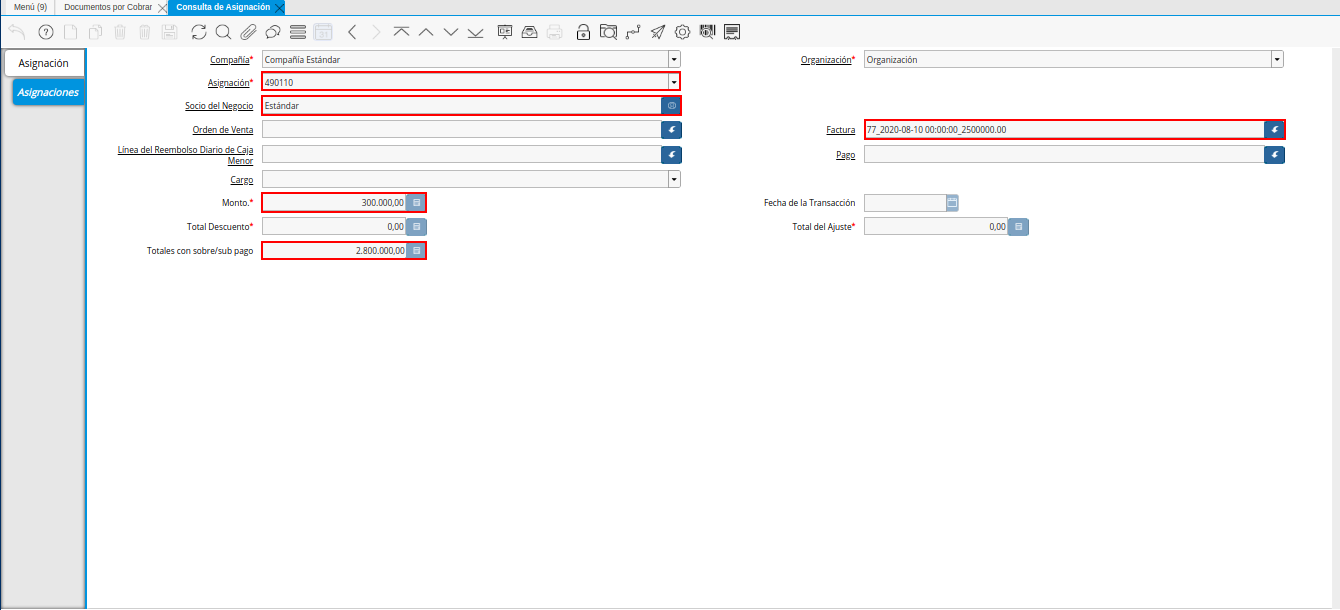 Menú (9)
Documentos por Cobrar
Consulta de Asignación
Asignación
Asignaciones
Compañía* Compañía Estándar
Organización* Organización
Asignación* 490110
Socio del Negocio Estándar
Orden de Venta
Factura 77_2020-08-10 00:00:00_2500000.00
Línea del Reembolso Diario de Caja
Menor
Pago
Cargo
Monto.* 300.000,00
Fecha de la Transacción
Total Descuento* 0,00
Total del Ajuste* 0,00
Totales con sobre/sub pago 2.800.000,00